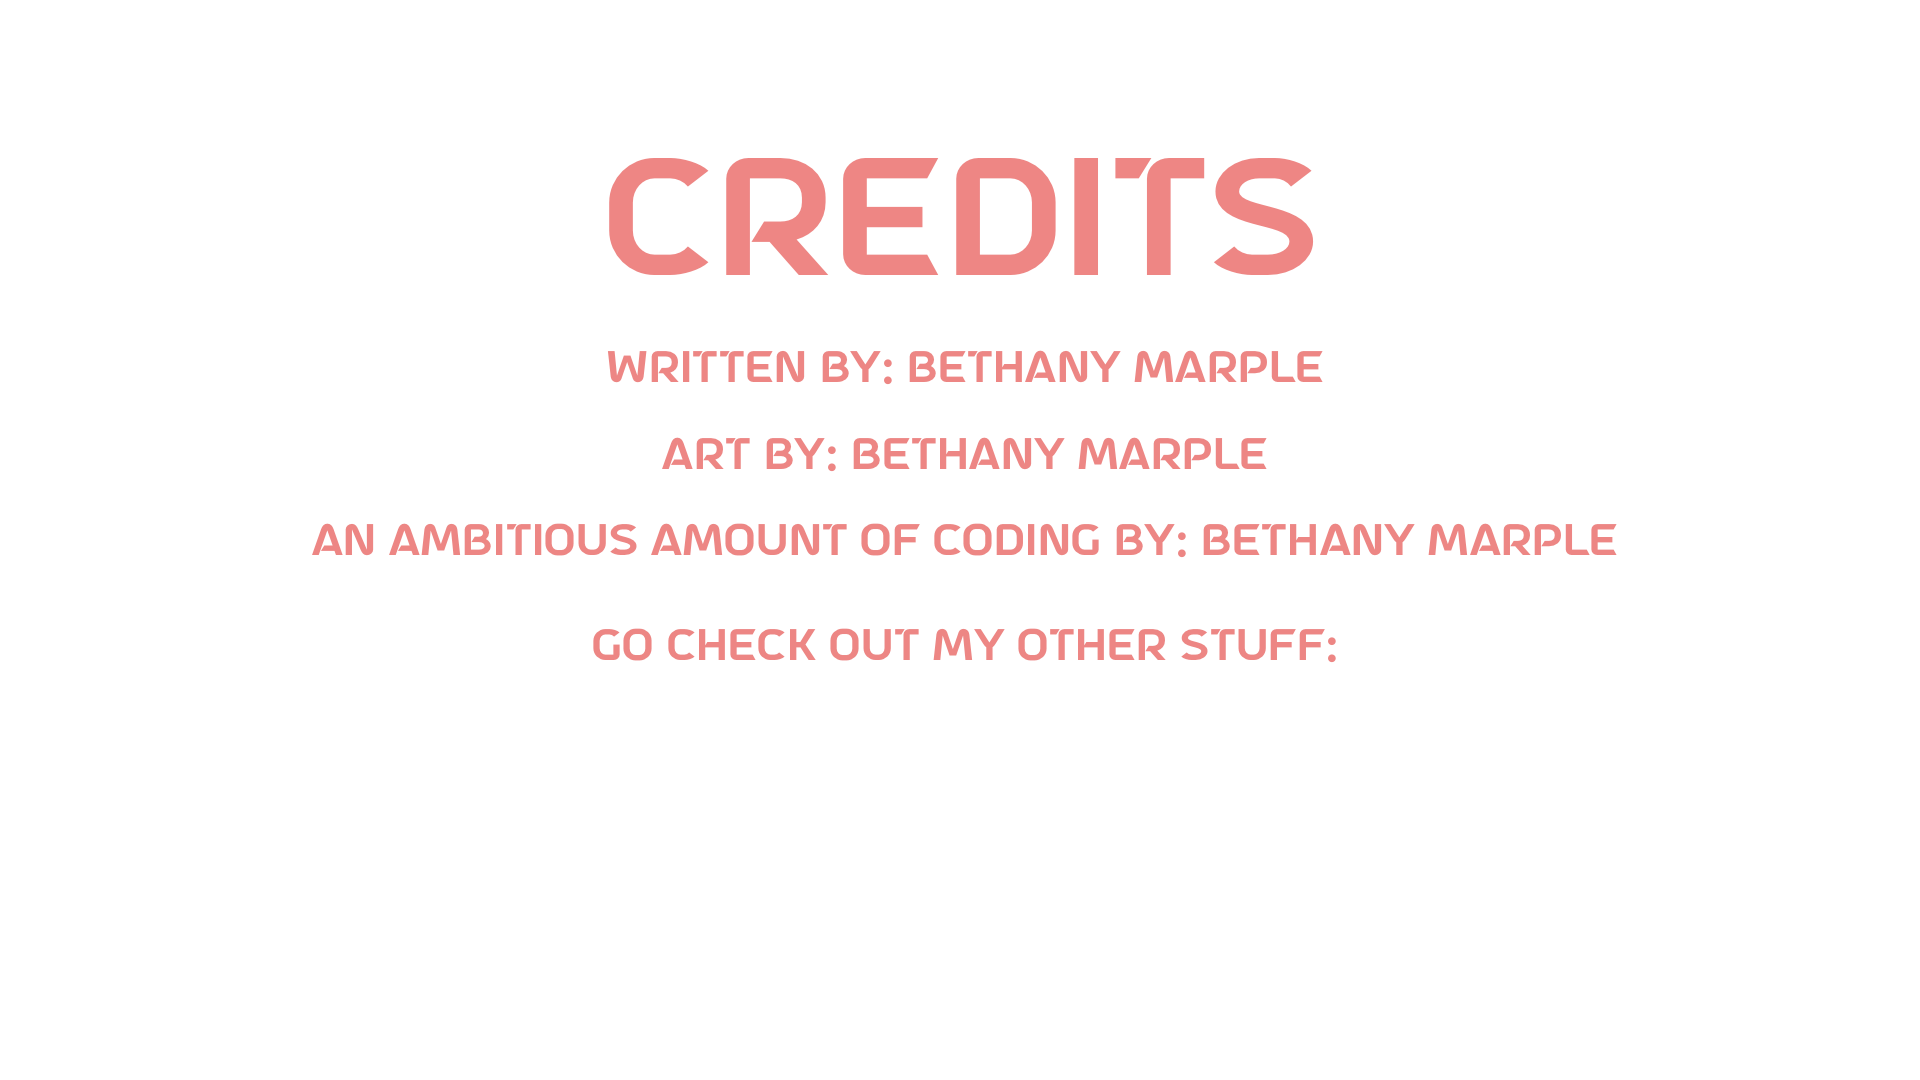 CREDITS
WRITTEN BY: BETHANY MARPLE
ART BY: BETHANY MARPLE
AN AMBITIOUS AMOUNT OF CODING BY: BETHANY MARPLE
GO CHECK OUT MY OTHER STUFF: